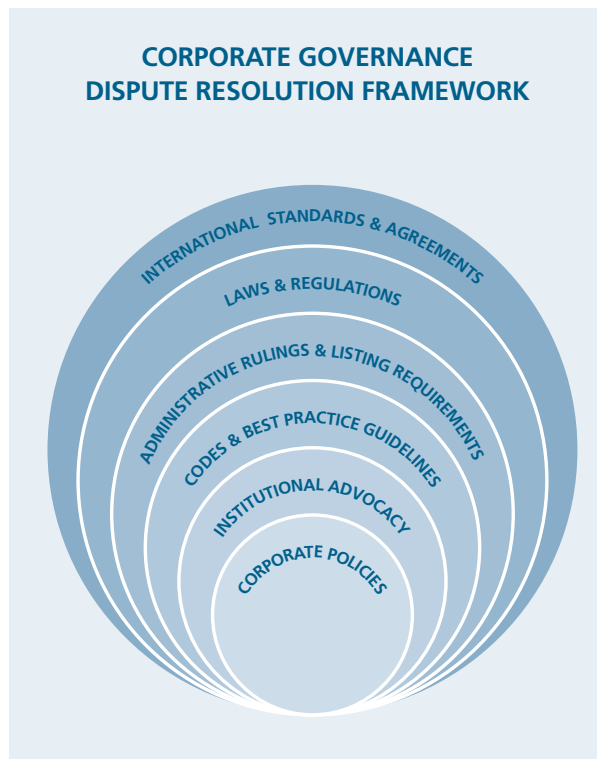 CORPORATE GOVERNANCE
DISPUTE RESOLUTION FRAMEWORK
INTERNATIONAL STANDARDS & AGREEMENTS
LAWS & REGULATIONS
ADMINISTRATIVE RULINGS & LISTING REQUIREMENTS
CODES & BEST PRACTICE GUIDELINES
INSTITUTIONAL ADVOCACY
CORPORATE POLICIES